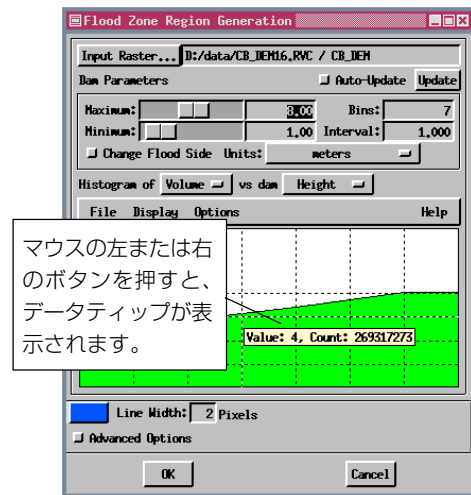 Flood Zone Region Generation
Input Raster... D:/data/CB_DEM16.RVC / CB_DEM
Dam Parameters Auto-Update Update
Maximum: 8.00 Bins: 7
Minimum: 1.00 Interval: 1.000
Change Flood Side Units: meters
Histogram of Volume vs dam Height
File Display Options Help
マウスの左または右
のボタンを押すと、
データティップが表
示されます。
Value: 4, Count: 269317273
Line Width: 2 Pixels
Advanced Options
OK Cancel